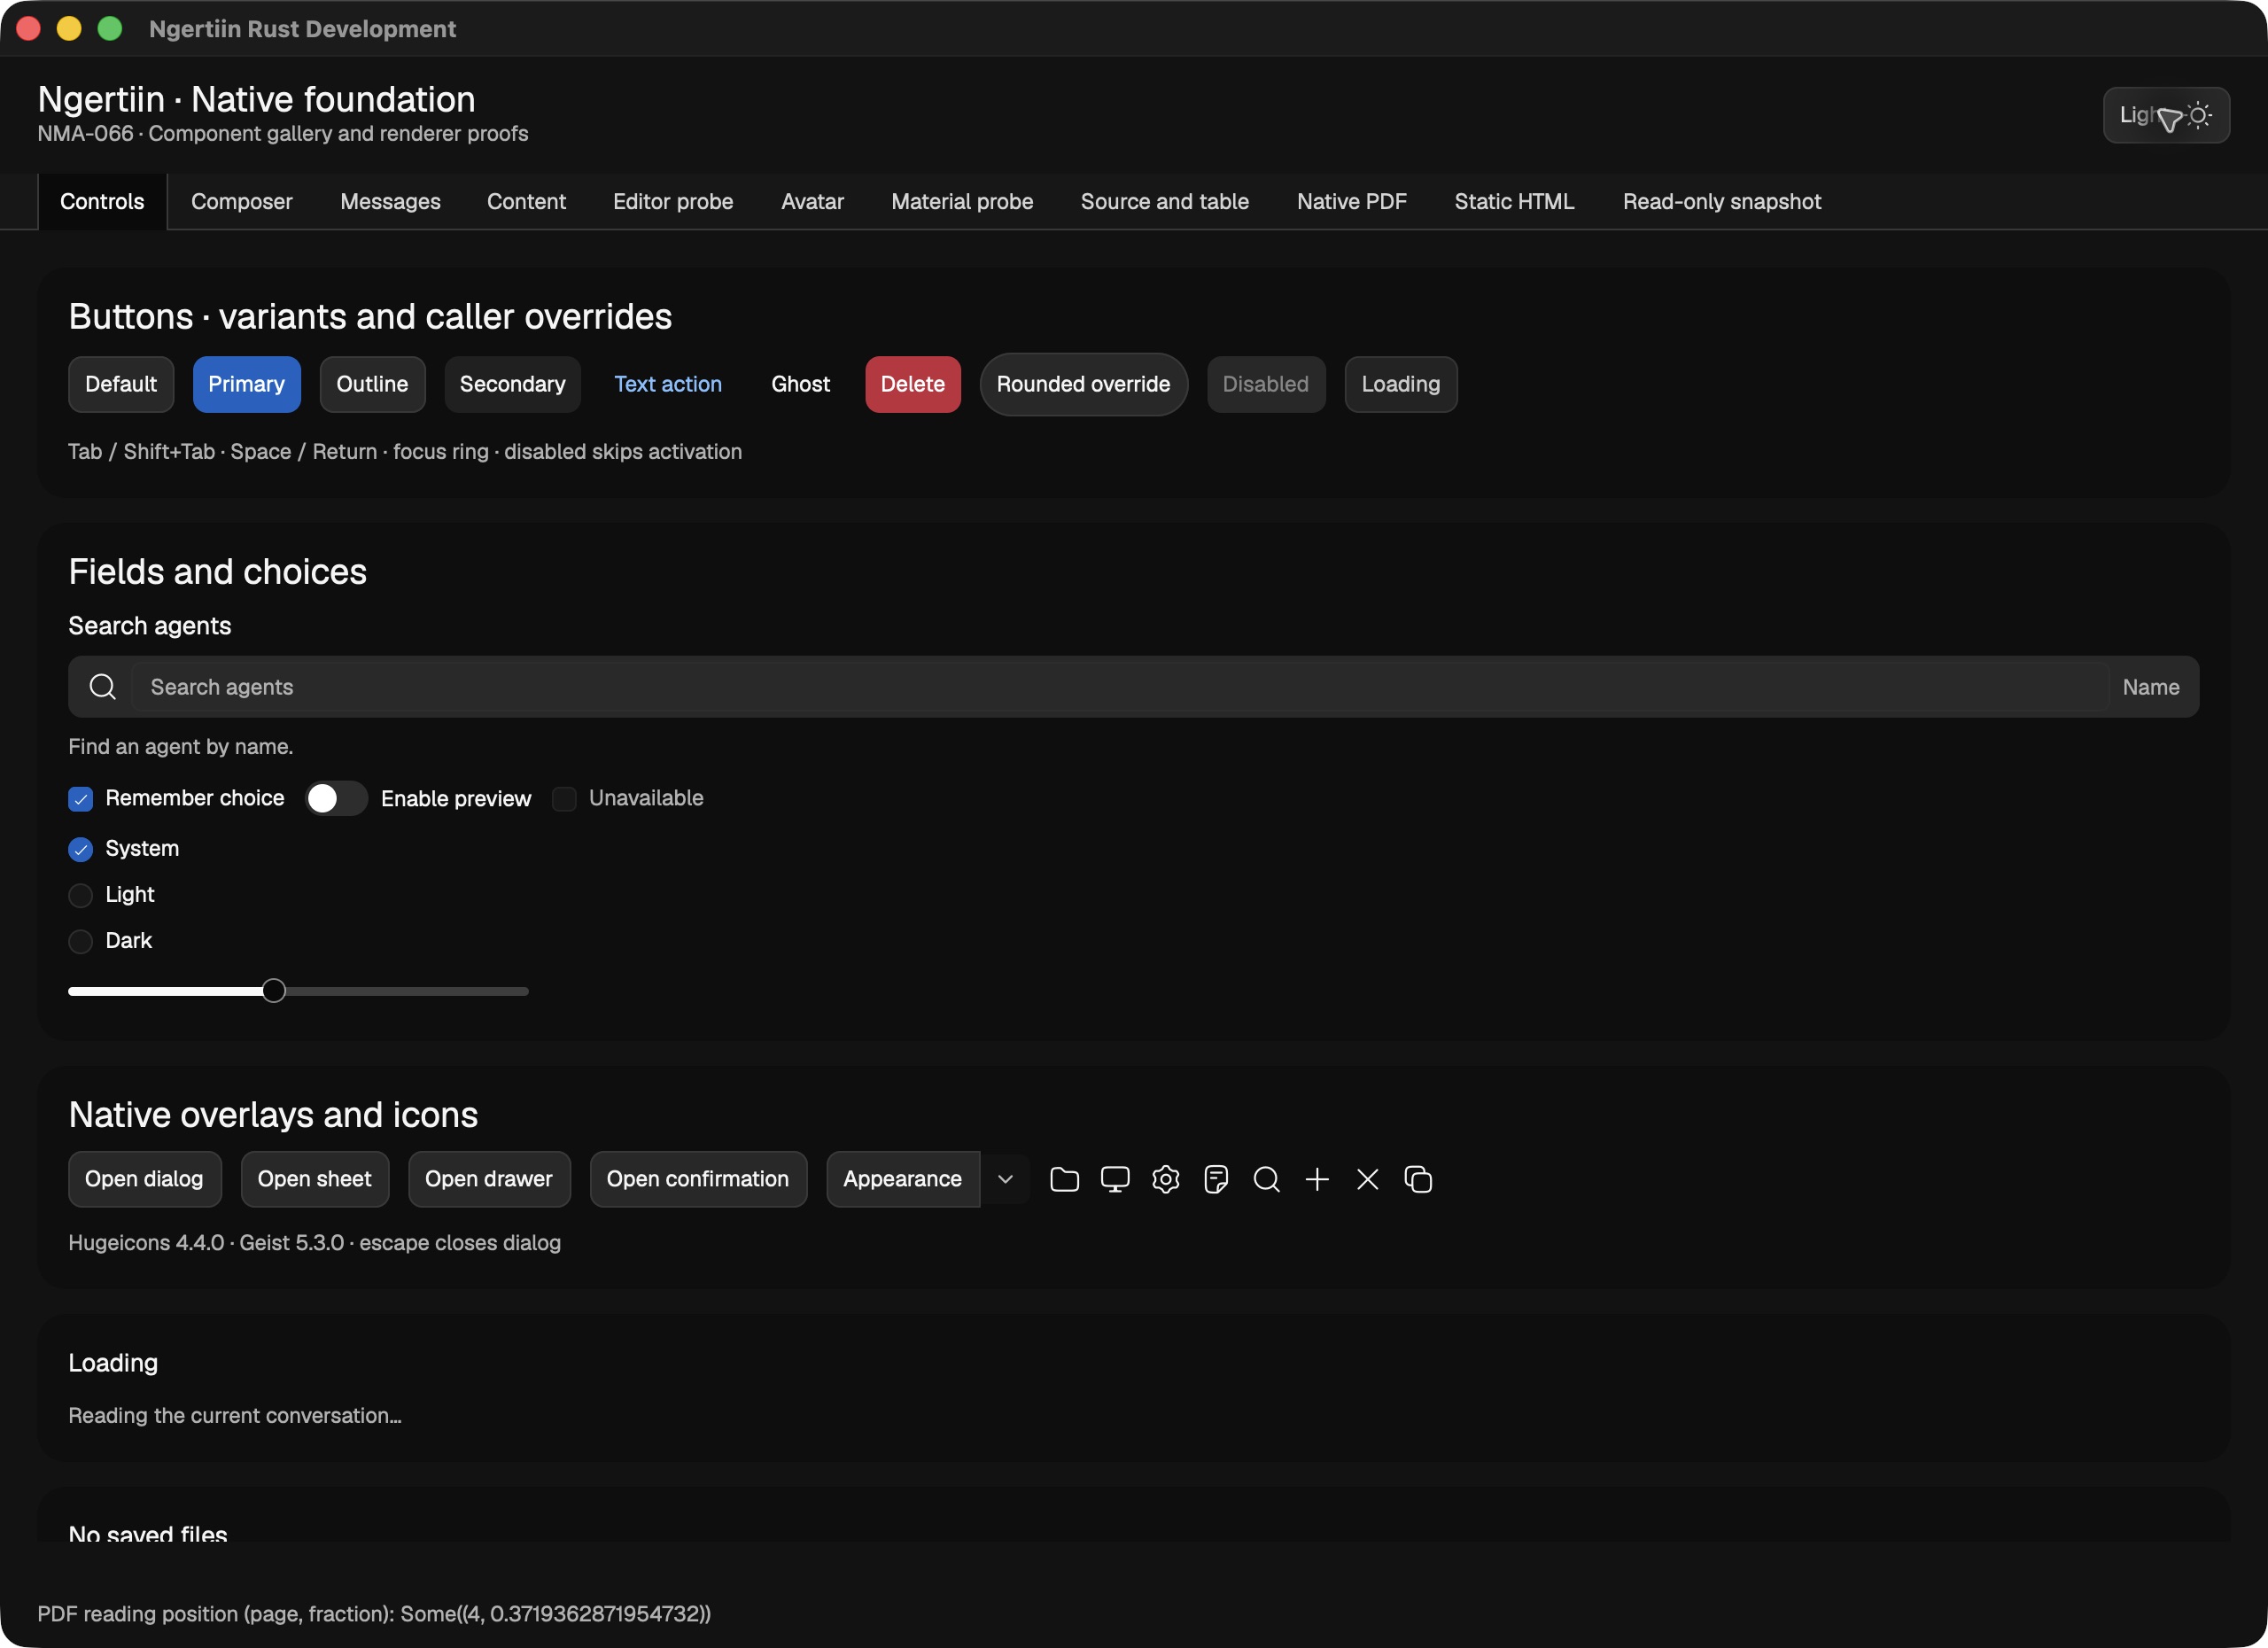 Ngertiin Rust Development
Ngertiin · Native foundation
NMA-066 · Component gallery and renderer proofs
Controls Composer Messages Content Editor probe Avatar Material probe Source and table Native PDF Static HTML Read-only snapshot
Buttons · variants and caller overrides
Default Primary Outline Secondary Text action Ghost Delete Rounded override Disabled Loading
Tab / Shift+Tab · Space / Return · focus ring · disabled skips activation
Fields and choices
Search agents
Search agents Name
Find an agent by name.
Remember choice Enable preview Unavailable
System
Light
Dark
Native overlays and icons
Open dialog Open sheet Open drawer Open confirmation Appearance
Hugeicons 4.4.0 · Geist 5.3.0 · escape closes dialog
Loading
Reading the current conversation…
No saved files
PDF reading position (page, fraction): Some((4, 0.3719362871954732))